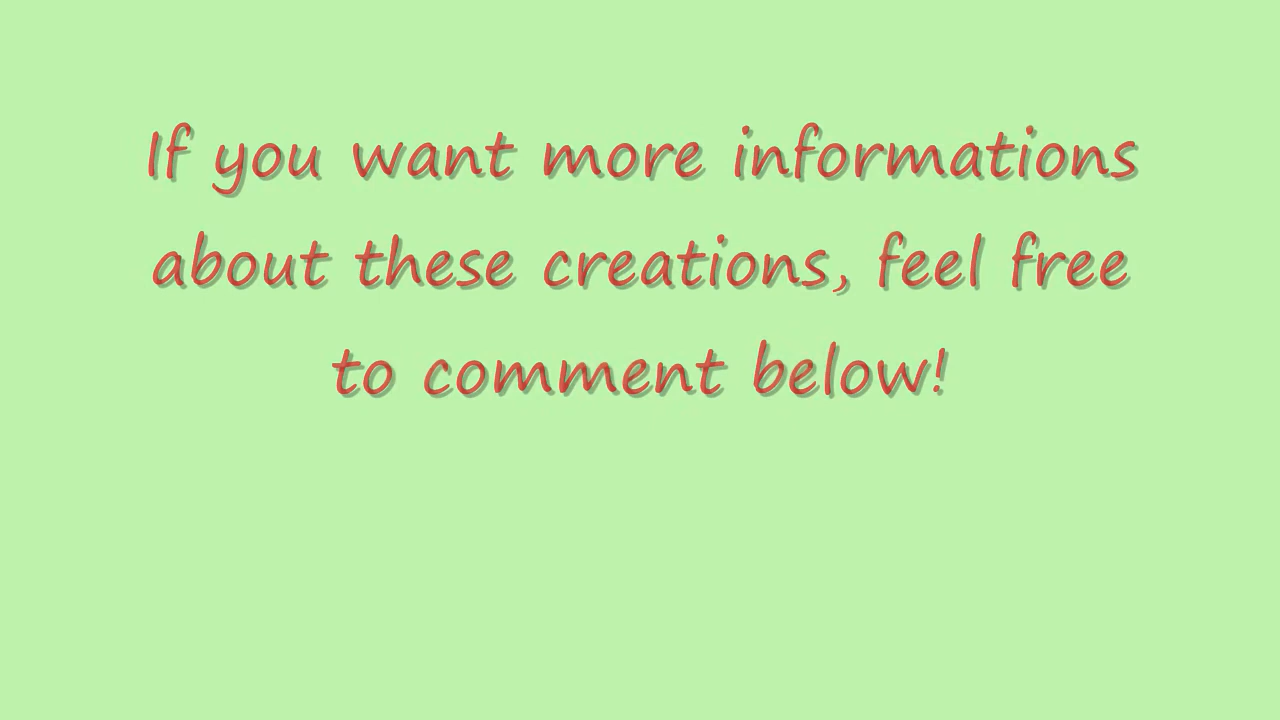 If you want more informations
about these creations, feel free
to comment below!